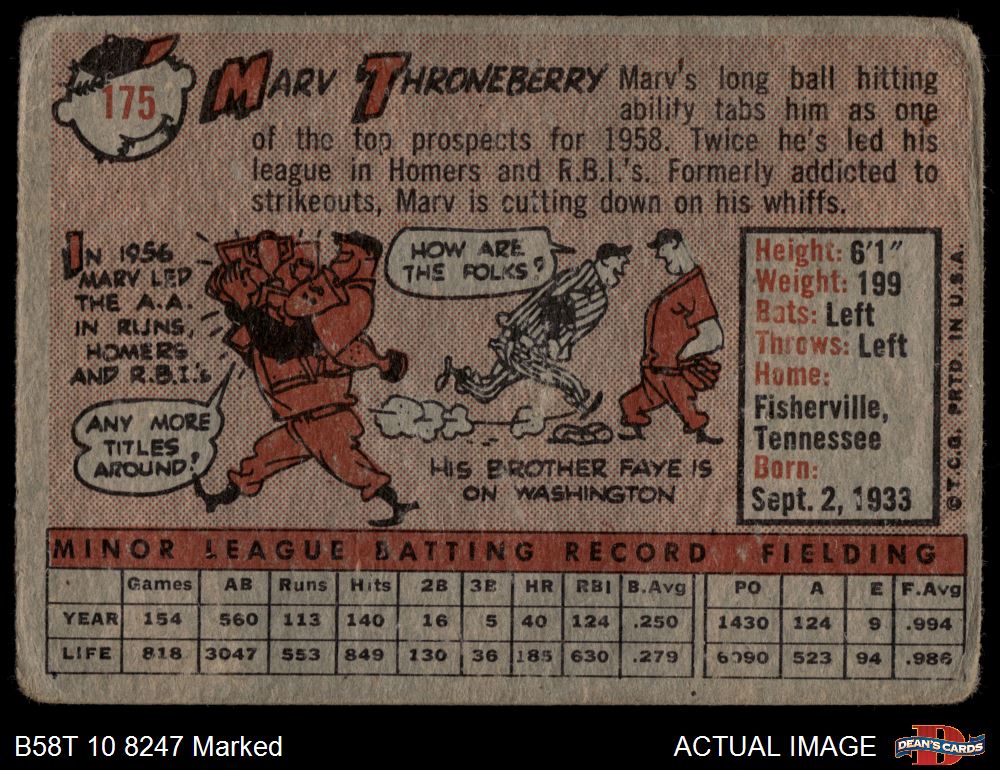 175
MARV THRONEBERRY Marv's long ball hitting
ability tabs him as one
of the top prospects for 1958. Twice he's led his
league in Homers and R.B.I.'s. Formerly addicted to
strikeouts, Marv is cutting down on his whiffs.
IN 1956
MARV LED
THE A.A.
IN RUNS,
HOMERS
AND R.B.I.'s
ANY MORE
TITLES
AROUND?
HOW ARE
THE FOLKS?
HIS BROTHER FAYE IS
ON WASHINGTON
Height: 6'1"
Weight: 199
Bats: Left
Throws: Left
Home:
Fisherville,
Tennessee
Born:
Sept. 2, 1933
© T.C.G. PRTD. IN U.S.A.
MINOR LEAGUE BATTING RECORD FIELDING
Games AB Runs Hits 2B 3B HR RBI B.Avg PO A E F.Avg
YEAR 154 560 113 140 16 5 40 124 .250 1430 124 9 .994
LIFE 818 3047 553 849 130 36 185 630 .279 6090 523 94 .986
B58T 10 8247 Marked
ACTUAL IMAGE
DEAN'S CARDS